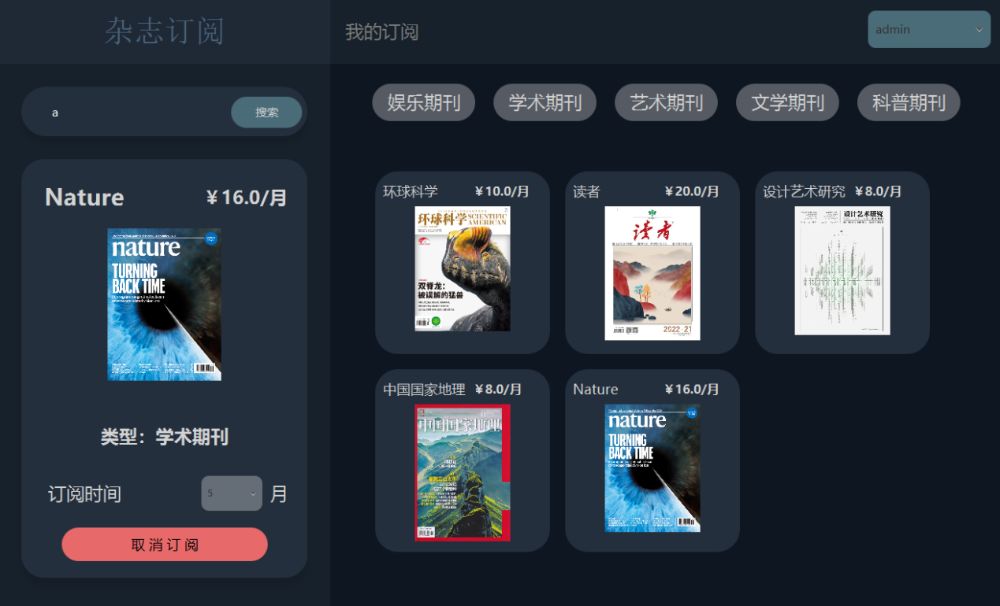 杂志订阅
我的订阅
admin
a
搜索
Nature
¥16.0/月
nature
TURNING
BACK TIME
类型：学术期刊
订阅时间
5
月
取消订阅
娱乐期刊
学术期刊
艺术期刊
文学期刊
科普期刊
环球科学
¥10.0/月
环球科学 SCIENTIFIC
AMERICAN
双脊龙：
被误解的猛兽
读者
¥20.0/月
读者
2022·21
设计艺术研究
¥8.0/月
设计艺术研究
中国国家地理
¥8.0/月
中国国家地理
Nature
¥16.0/月
nature
TURNING
BACK TIME